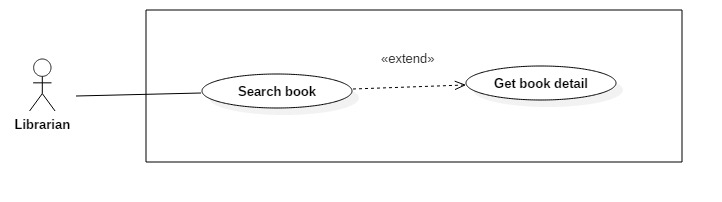 «extend»
Search book
Get book detail
Librarian